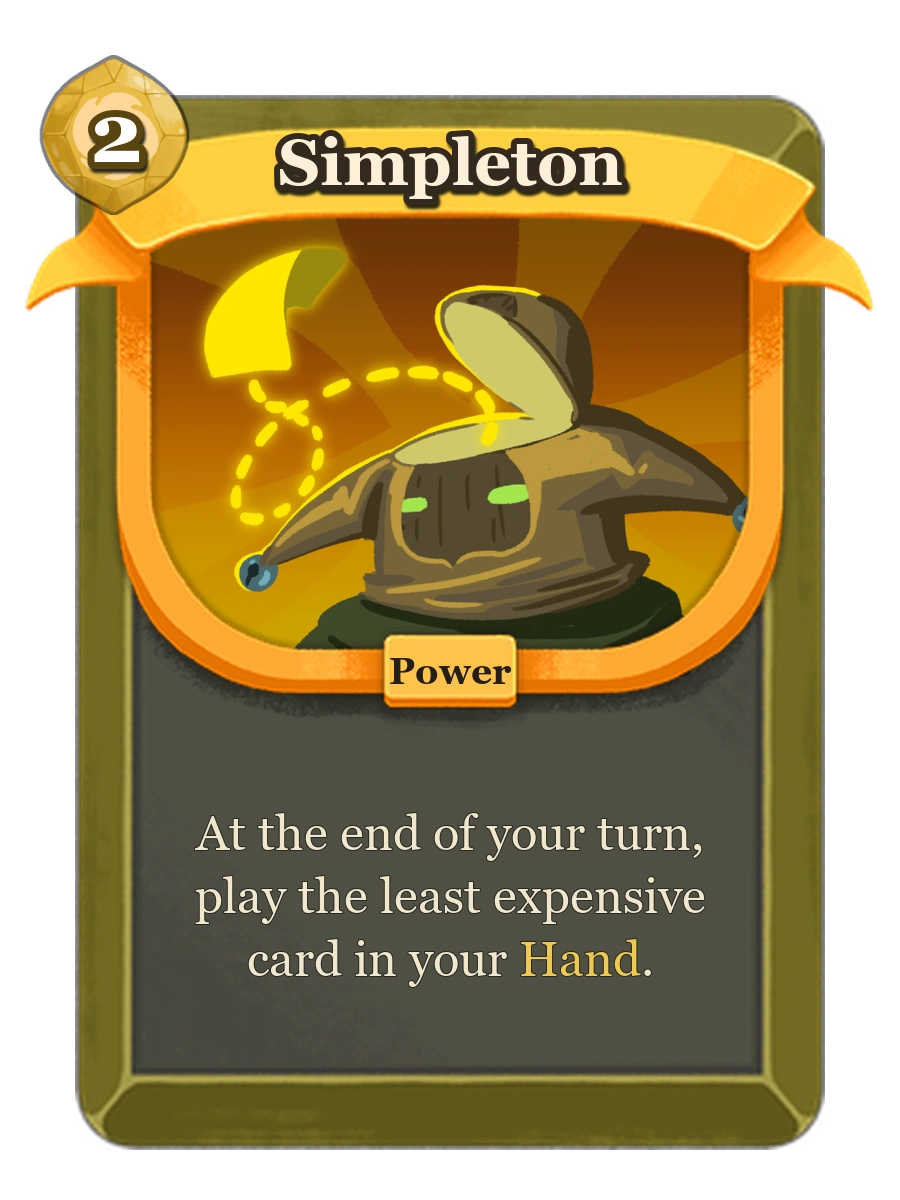 2
Simpleton
Power
At the end of your turn,
play the least expensive
card in your Hand.